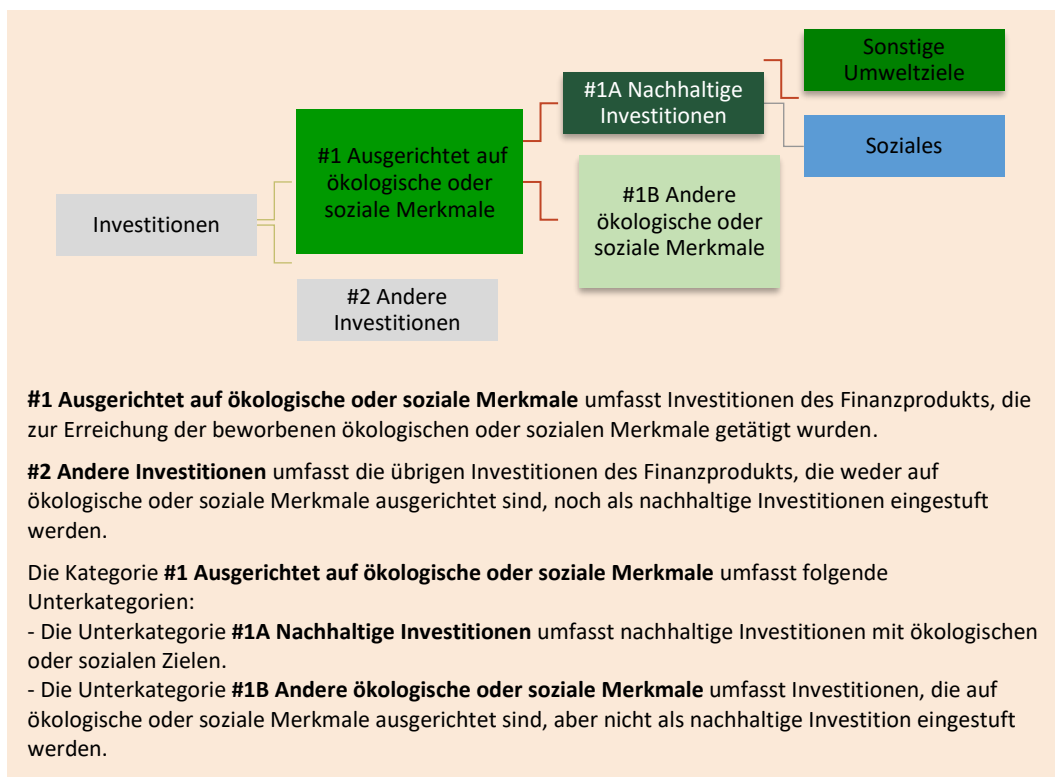 Sonstige
Umweltziele
#1A Nachhaltige
Investitionen
Soziales
#1 Ausgerichtet auf
ökologische oder
soziale Merkmale
#1B Andere
ökologische oder
soziale Merkmale
Investitionen
#2 Andere
Investitionen
#1 Ausgerichtet auf ökologische oder soziale Merkmale umfasst Investitionen des Finanzprodukts, die
zur Erreichung der beworbenen ökologischen oder sozialen Merkmale getätigt wurden.
#2 Andere Investitionen umfasst die übrigen Investitionen des Finanzprodukts, die weder auf
ökologische oder soziale Merkmale ausgerichtet sind, noch als nachhaltige Investitionen eingestuft
werden.
Die Kategorie #1 Ausgerichtet auf ökologische oder soziale Merkmale umfasst folgende
Unterkategorien:
- Die Unterkategorie #1A Nachhaltige Investitionen umfasst nachhaltige Investitionen mit ökologischen
oder sozialen Zielen.
- Die Unterkategorie #1B Andere ökologische oder soziale Merkmale umfasst Investitionen, die auf
ökologische oder soziale Merkmale ausgerichtet sind, aber nicht als nachhaltige Investition eingestuft
werden.